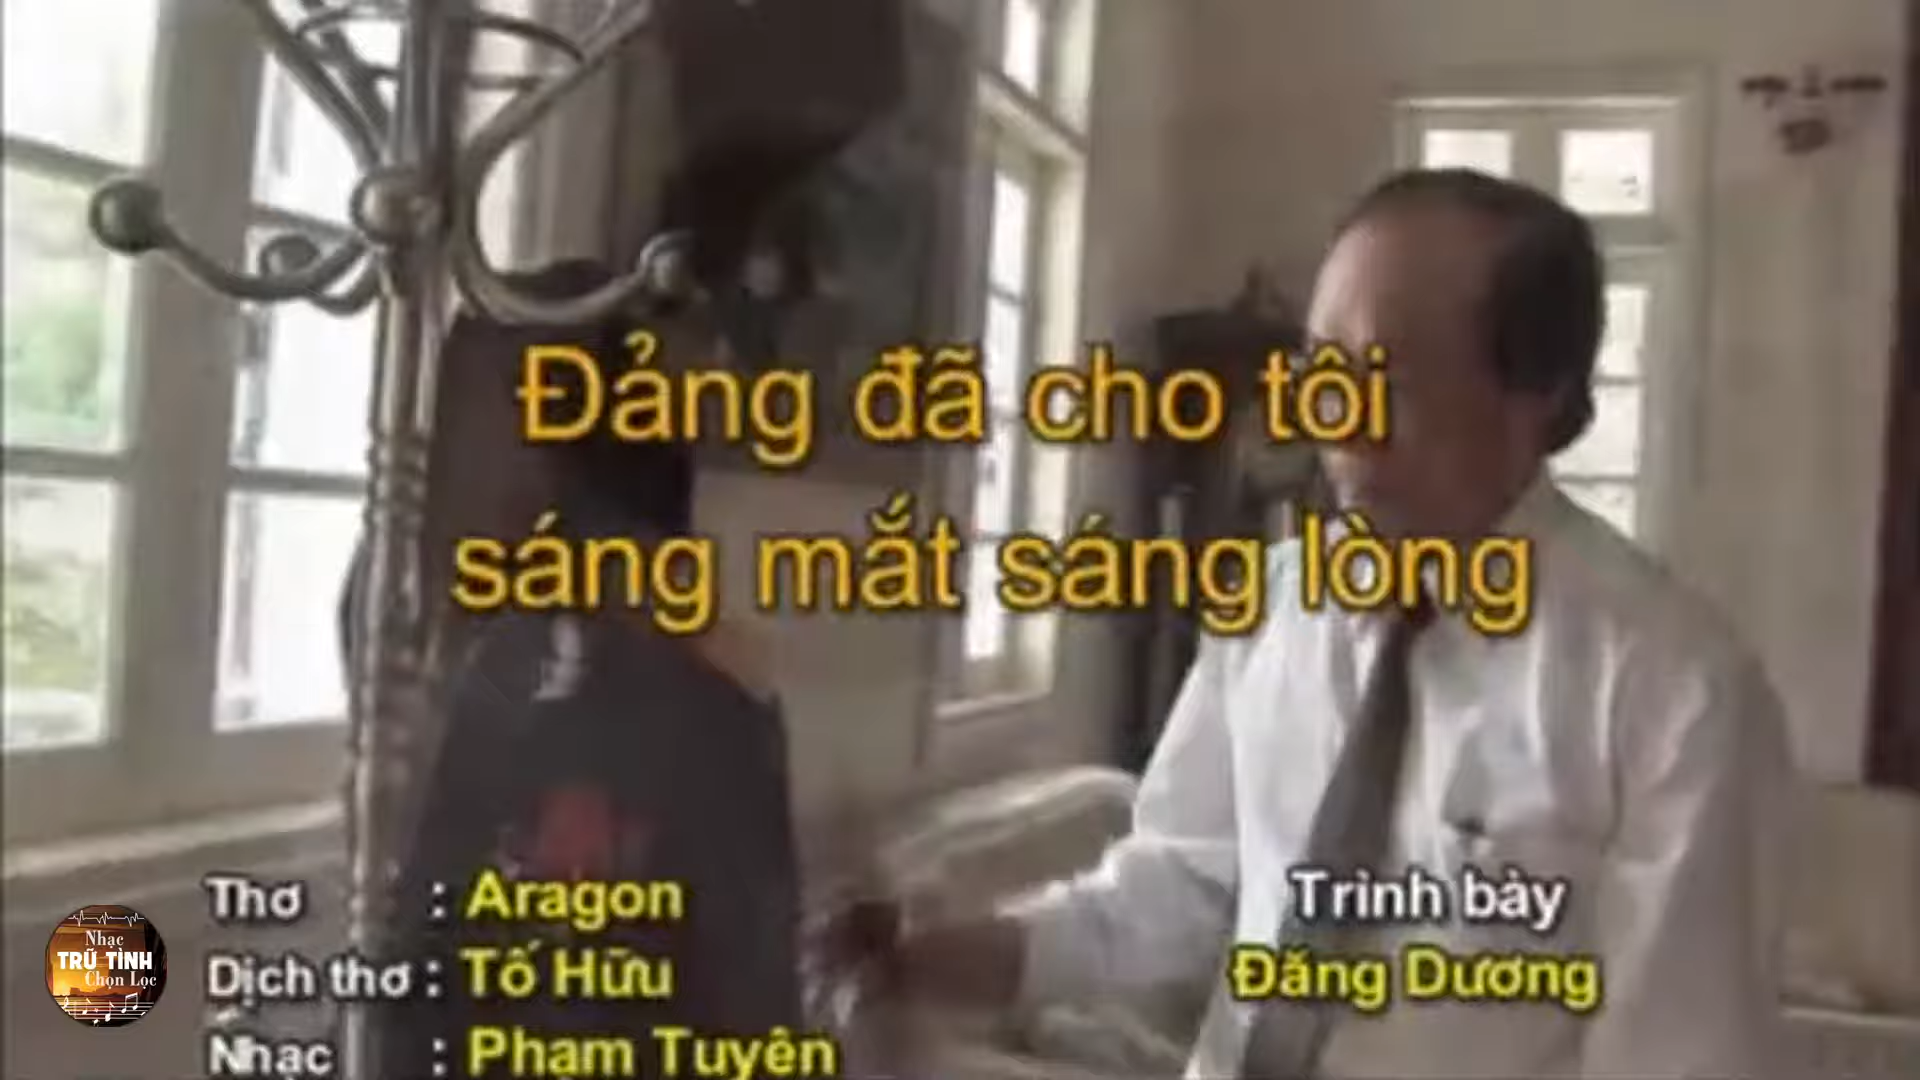 Đảng đã cho tôi
sáng mắt sáng lòng
Thơ : Aragon
Dịch thơ : Tố Hữu
Nhạc : Phạm Tuyên
Trình bày
Đăng Dương
Nhạc
TRỮ TÌNH
Chọn Lọc